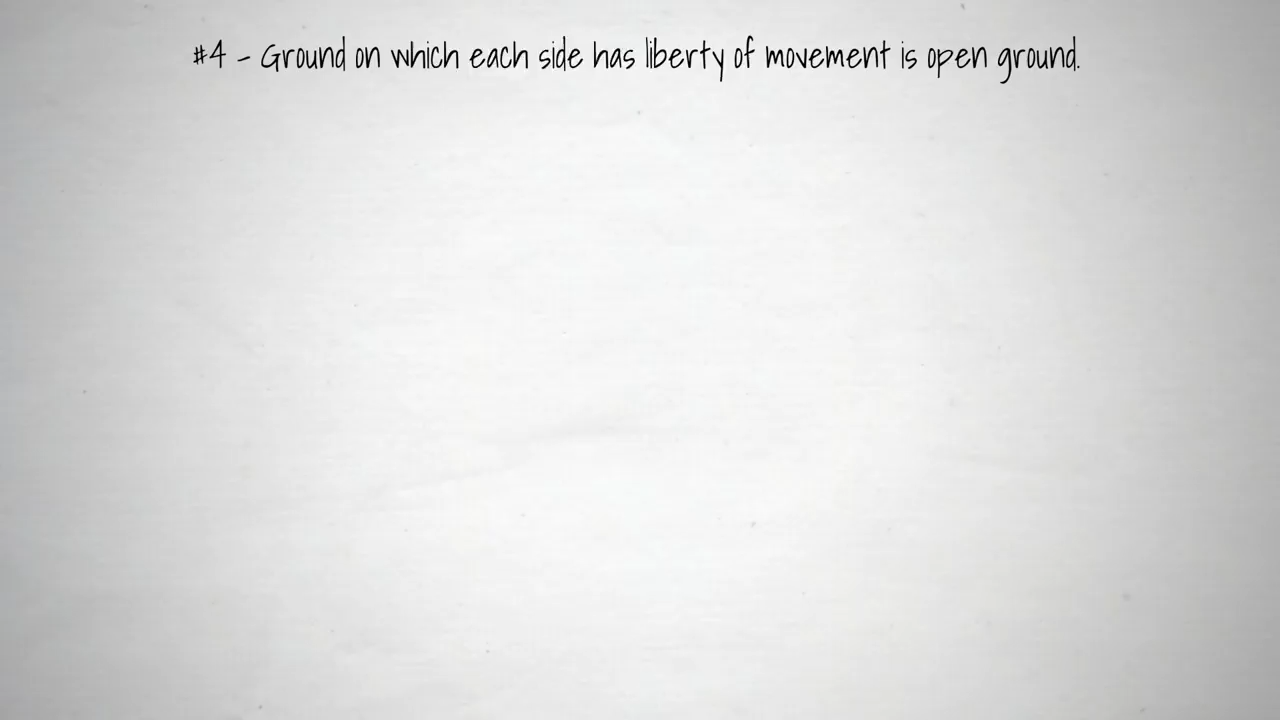 #4 - Ground on which each side has liberty of movement is open ground.